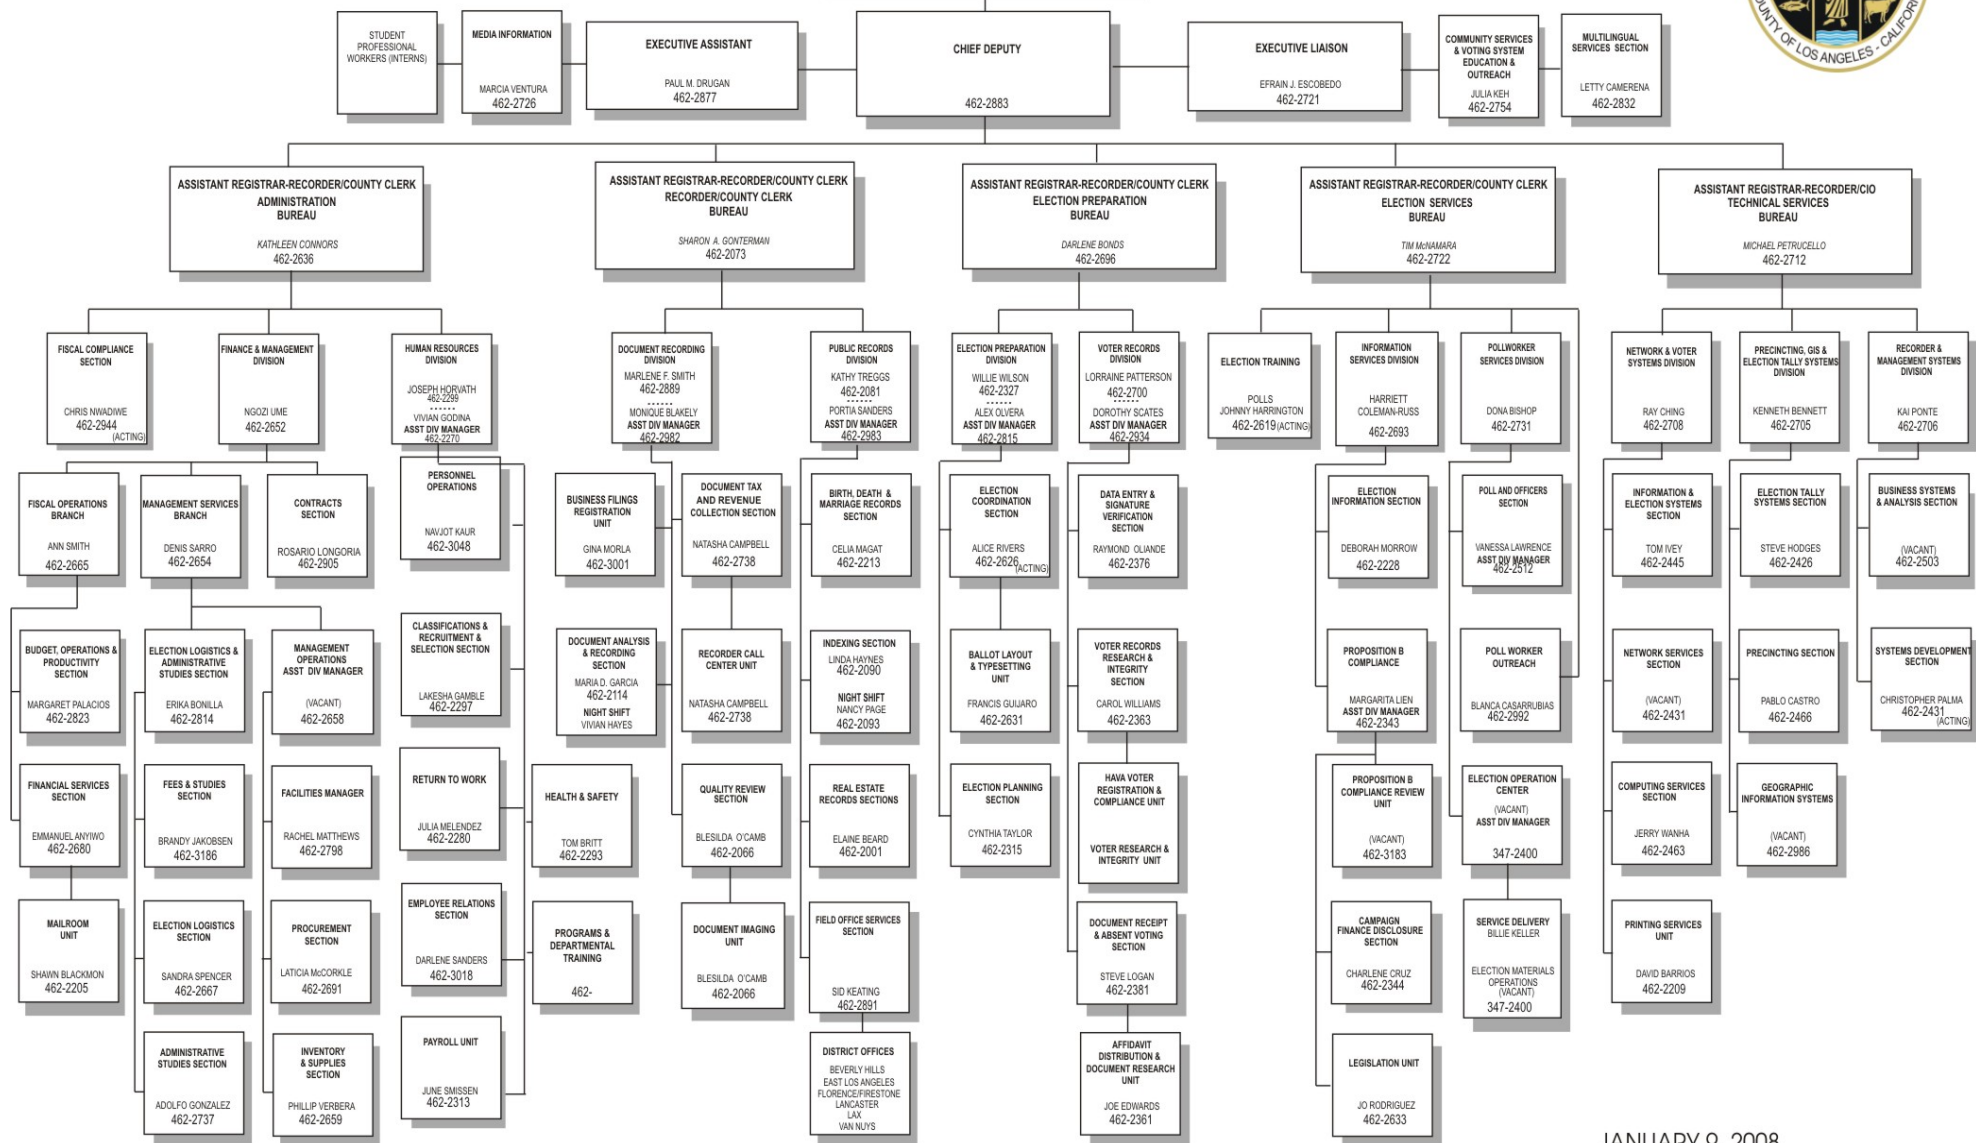 STUDENT
PROFESSIONAL
WORKERS (INTERNS)
MEDIA INFORMATION
MARCIA VENTURA
462-2726
EXECUTIVE ASSISTANT
PAUL M. DRUGAN
462-2877
CHIEF DEPUTY
462-2883
EXECUTIVE LIAISON
EFRAIN J. ESCOBEDO
462-2721
COMMUNITY SERVICES
& VOTING SYSTEM
EDUCATION &
OUTREACH
JULIA KEH
462-2754
MULTILINGUAL
SERVICES SECTION
LETTY CAMERENA
462-2832
COUNTY OF LOS ANGELES - CALIFOR
ASSISTANT REGISTRAR-RECORDER/COUNTY CLERK
ADMINISTRATION
BUREAU
KATHLEEN CONNORS
462-2636
ASSISTANT REGISTRAR-RECORDER/COUNTY CLERK
RECORDER/COUNTY CLERK
BUREAU
SHARON A. GONTERMAN
462-2073
ASSISTANT REGISTRAR-RECORDER/COUNTY CLERK
ELECTION PREPARATION
BUREAU
DARLENE BONDS
462-2696
ASSISTANT REGISTRAR-RECORDER/COUNTY CLERK
ELECTION SERVICES
BUREAU
TIM McNAMARA
462-2722
ASSISTANT REGISTRAR-RECORDER/CIO
TECHNICAL SERVICES
BUREAU
MICHAEL PETRUCELLO
462-2712
FISCAL COMPLIANCE
SECTION
CHRIS NWADIWE
462-2944
(ACTING)
FINANCE & MANAGEMENT
DIVISION
NGOZI UME
462-2652
HUMAN RESOURCES
DIVISION
JOSEPH HORVATH
462-2299
VIVIAN GODINA
ASST DIV MANAGER
462-2270
DOCUMENT RECORDING
DIVISION
MARLENE F. SMITH
462-2889
MONIQUE BLAKELY
ASST DIV MANAGER
462-2982
PUBLIC RECORDS
DIVISION
KATHY TREGGS
462-2081
PORTIA SANDERS
ASST DIV MANAGER
462-2983
ELECTION PREPARATION
DIVISION
WILLIE WILSON
462-2327
ALEX OLVERA
ASST DIV MANAGER
462-2815
VOTER RECORDS
DIVISION
LORRAINE PATTERSON
462-2700
DOROTHY SCATES
ASST DIV MANAGER
462-2934
ELECTION TRAINING
POLLS
JOHNNY HARRINGTON
462-2619 (ACTING)
INFORMATION
SERVICES DIVISION
HARRIETT
COLEMAN-RUSS
462-2693
POLLWORKER
SERVICES DIVISION
DONA BISHOP
462-2731
NETWORK & VOTER
SYSTEMS DIVISION
RAY CHING
462-2708
PRECINCTING, GIS &
ELECTION TALLY SYSTEMS
DIVISION
KENNETH BENNETT
462-2705
RECORDER &
MANAGEMENT SYSTEMS
DIVISION
KAI PONTE
462-2706
FISCAL OPERATIONS
BRANCH
ANN SMITH
462-2665
MANAGEMENT SERVICES
BRANCH
DENIS SARRO
462-2654
CONTRACTS
SECTION
ROSARIO LONGORIA
462-2905
PERSONNEL
OPERATIONS
NAVJOT KAUR
462-3048
BUSINESS FILINGS
REGISTRATION
UNIT
GINA MORLA
462-3001
DOCUMENT TAX
AND REVENUE
COLLECTION SECTION
NATASHA CAMPBELL
462-2738
BIRTH, DEATH &
MARRIAGE RECORDS
SECTION
CELIA MAGAT
462-2213
ELECTION
COORDINATION
SECTION
ALICE RIVERS
462-2626
(ACTING)
DATA ENTRY &
SIGNATURE
VERIFICATION
SECTION
RAYMOND OLIANDE
462-2376
ELECTION
INFORMATION SECTION
DEBORAH MORROW
462-2228
POLL AND OFFICERS
SECTION
VANESSA LAWRENCE
ASST DIV MANAGER
462-2512
INFORMATION &
ELECTION SYSTEMS
SECTION
TOM IVEY
462-2445
ELECTION TALLY
SYSTEMS SECTION
STEVE HODGES
462-2426
BUSINESS SYSTEMS
& ANALYSIS SECTION
(VACANT)
462-2503
BUDGET, OPERATIONS &
PRODUCTIVITY
SECTION
MARGARET PALACIOS
462-2823
ELECTION LOGISTICS &
ADMINISTRATIVE
STUDIES SECTION
ERIKA BONILLA
462-2814
MANAGEMENT
OPERATIONS
ASST DIV MANAGER
(VACANT)
462-2658
CLASSIFICATIONS &
RECRUITMENT &
SELECTION SECTION
LAKESHA GAMBLE
462-2297
DOCUMENT ANALYSIS
& RECORDING
SECTION
MARIA D. GARCIA
462-2114
NIGHT SHIFT
VIVIAN HAYES
RECORDER CALL
CENTER UNIT
NATASHA CAMPBELL
462-2738
INDEXING SECTION
LINDA HAYNES
462-2090
NIGHT SHIFT
NANCY PAGE
462-2093
BALLOT LAYOUT
& TYPESETTING
UNIT
FRANCIS GUIJARO
462-2631
VOTER RECORDS
RESEARCH &
INTEGRITY
SECTION
CAROL WILLIAMS
462-2363
PROPOSITION B
COMPLIANCE
MARGARITA LIEN
ASST DIV MANAGER
462-2343
POLL WORKER
OUTREACH
BLANCA CASARRUBIAS
462-2992
NETWORK SERVICES
SECTION
(VACANT)
462-2431
PRECINCTING SECTION
PABLO CASTRO
462-2466
SYSTEMS DEVELOPMENT
SECTION
CHRISTOPHER PALMA
462-2431
(ACTING)
FINANCIAL SERVICES
SECTION
EMMANUEL ANYIWO
462-2680
FEES & STUDIES
SECTION
BRANDY JAKOBSEN
462-3186
FACILITIES MANAGER
RACHEL MATTHEWS
462-2798
RETURN TO WORK
JULIA MELENDEZ
462-2280
HEALTH & SAFETY
TOM BRITT
462-2293
QUALITY REVIEW
SECTION
BLESILDA O'CAMB
462-2066
REAL ESTATE
RECORDS SECTIONS
ELAINE BEARD
462-2001
ELECTION PLANNING
SECTION
CYNTHIA TAYLOR
462-2315
HAVA VOTER
REGISTRATION
& COMPLIANCE UNIT
VOTER RESEARCH &
INTEGRITY UNIT
PROPOSITION B
COMPLIANCE REVIEW
UNIT
(VACANT)
462-3183
ELECTION OPERATION
CENTER
(VACANT)
ASST DIV MANAGER
347-2400
COMPUTING SERVICES
SECTION
JERRY WANHA
462-2463
GEOGRAPHIC
INFORMATION SYSTEMS
(VACANT)
462-2986
MAILROOM
UNIT
SHAWN BLACKMON
462-2205
ELECTION LOGISTICS
SECTION
SANDRA SPENCER
462-2667
PROCUREMENT
SECTION
LATICIA McCORKLE
462-2691
EMPLOYEE RELATIONS
SECTION
DARLENE SANDERS
462-3018
PROGRAMS &
DEPARTMENTAL
TRAINING
462-
DOCUMENT IMAGING
UNIT
BLESILDA O'CAMB
462-2066
FIELD OFFICE SERVICES
SECTION
SID KEATING
462-2891
DOCUMENT RECEIPT
& ABSENT VOTING
SECTION
STEVE LOGAN
462-2381
CAMPAIGN
FINANCE DISCLOSURE
SECTION
CHARLENE CRUZ
462-2344
SERVICE DELIVERY
BILLIE KELLER
ELECTION MATERIALS
OPERATIONS
(VACANT)
347-2400
PRINTING SERVICES
UNIT
DAVID BARRIOS
462-2209
ADMINISTRATIVE
STUDIES SECTION
ADOLFO GONZALEZ
462-2737
INVENTORY
& SUPPLIES
SECTION
PHILLIP VERBERA
462-2659
PAYROLL UNIT
JUNE SMISSEN
462-2313
DISTRICT OFFICES
BEVERLY HILLS
EAST LOS ANGELES
FLORENCE/FIRESTONE
LANCASTER
LAX
VAN NUYS
AFFIDAVIT
DISTRIBUTION &
DOCUMENT RESEARCH
UNIT
JOE EDWARDS
462-2361
LEGISLATION UNIT
JO RODRIGUEZ
462-2633
JANUARY 9, 2008